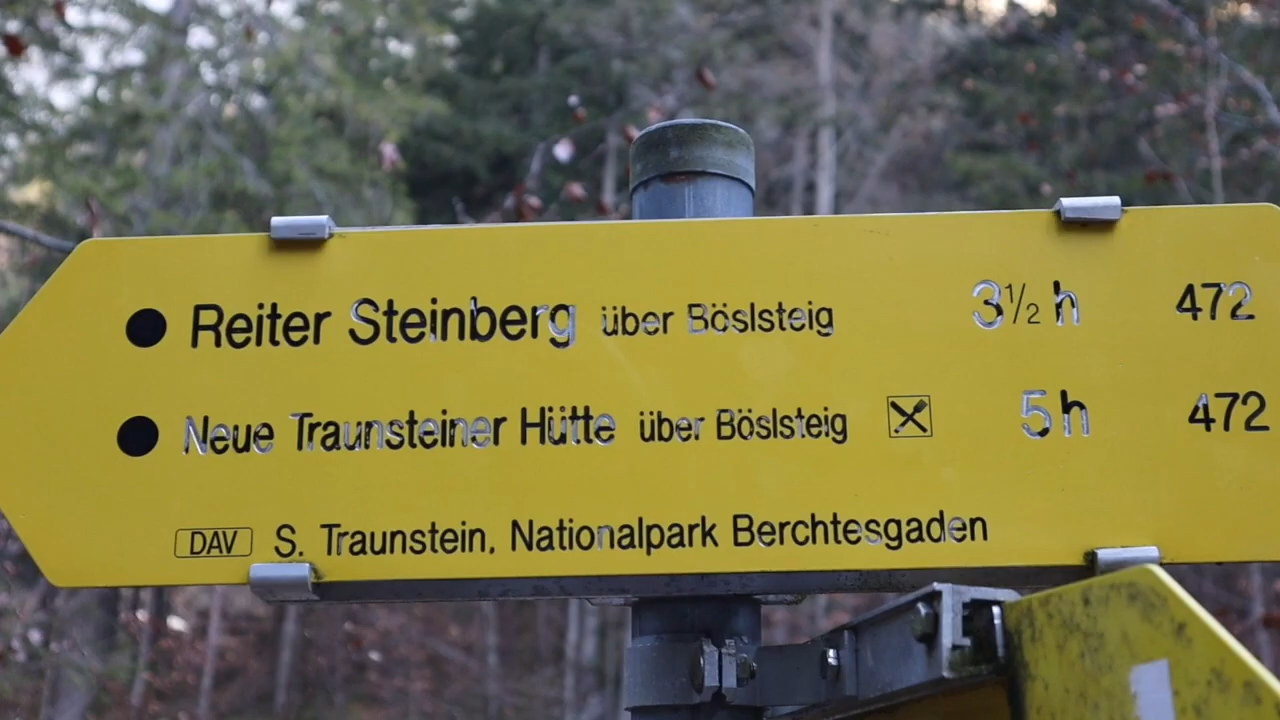 Reiter Steinberg über Böslsteig 3½ h 472
Neue Traunsteiner Hütte über Böslsteig 5 h 472
DAV S. Traunstein, Nationalpark Berchtesgaden